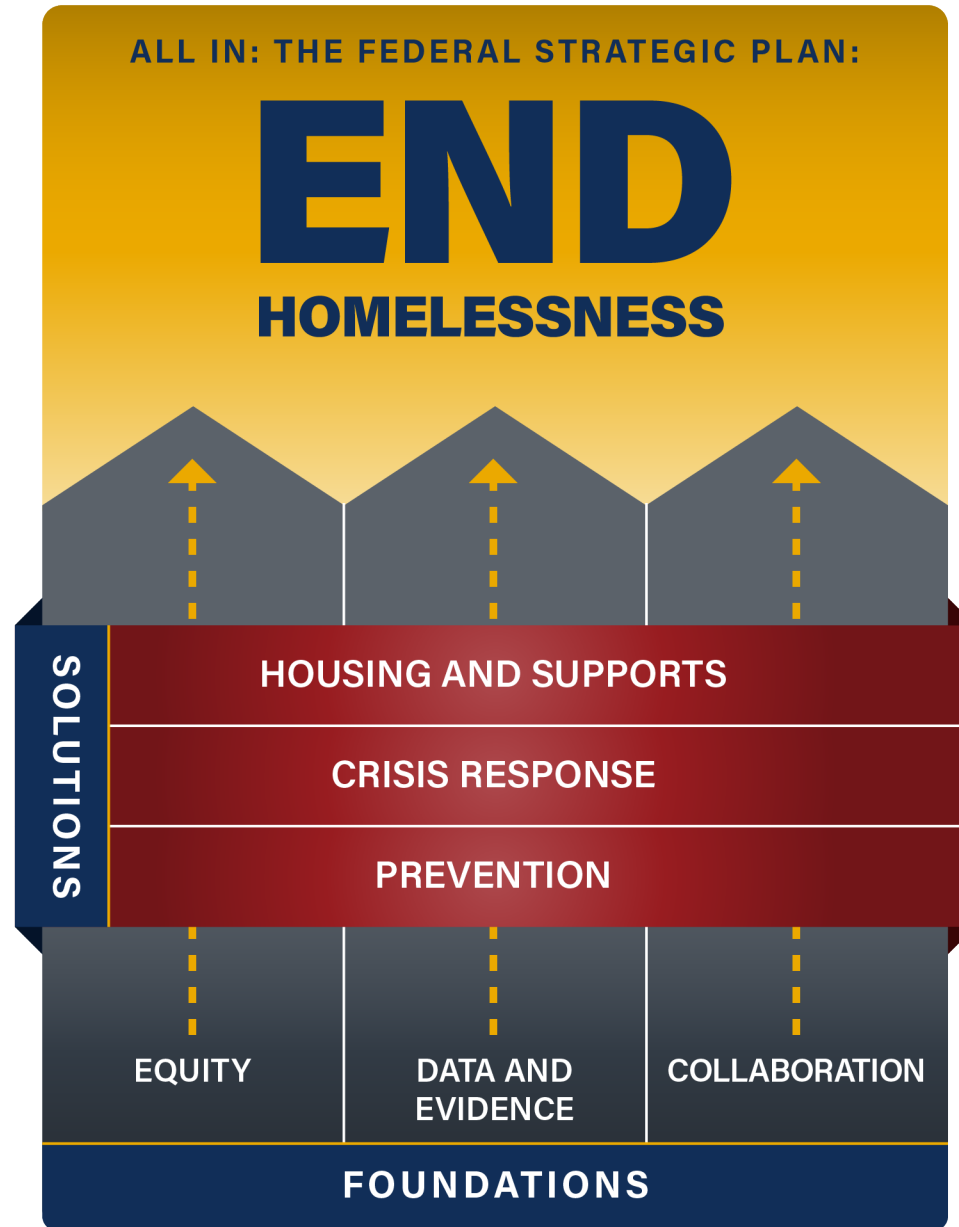 ALL IN: THE FEDERAL STRATEGIC PLAN:
END
HOMELESSNESS
SOLUTIONS
HOUSING AND SUPPORTS
CRISIS RESPONSE
PREVENTION
EQUITY
DATA AND
EVIDENCE
COLLABORATION
FOUNDATIONS